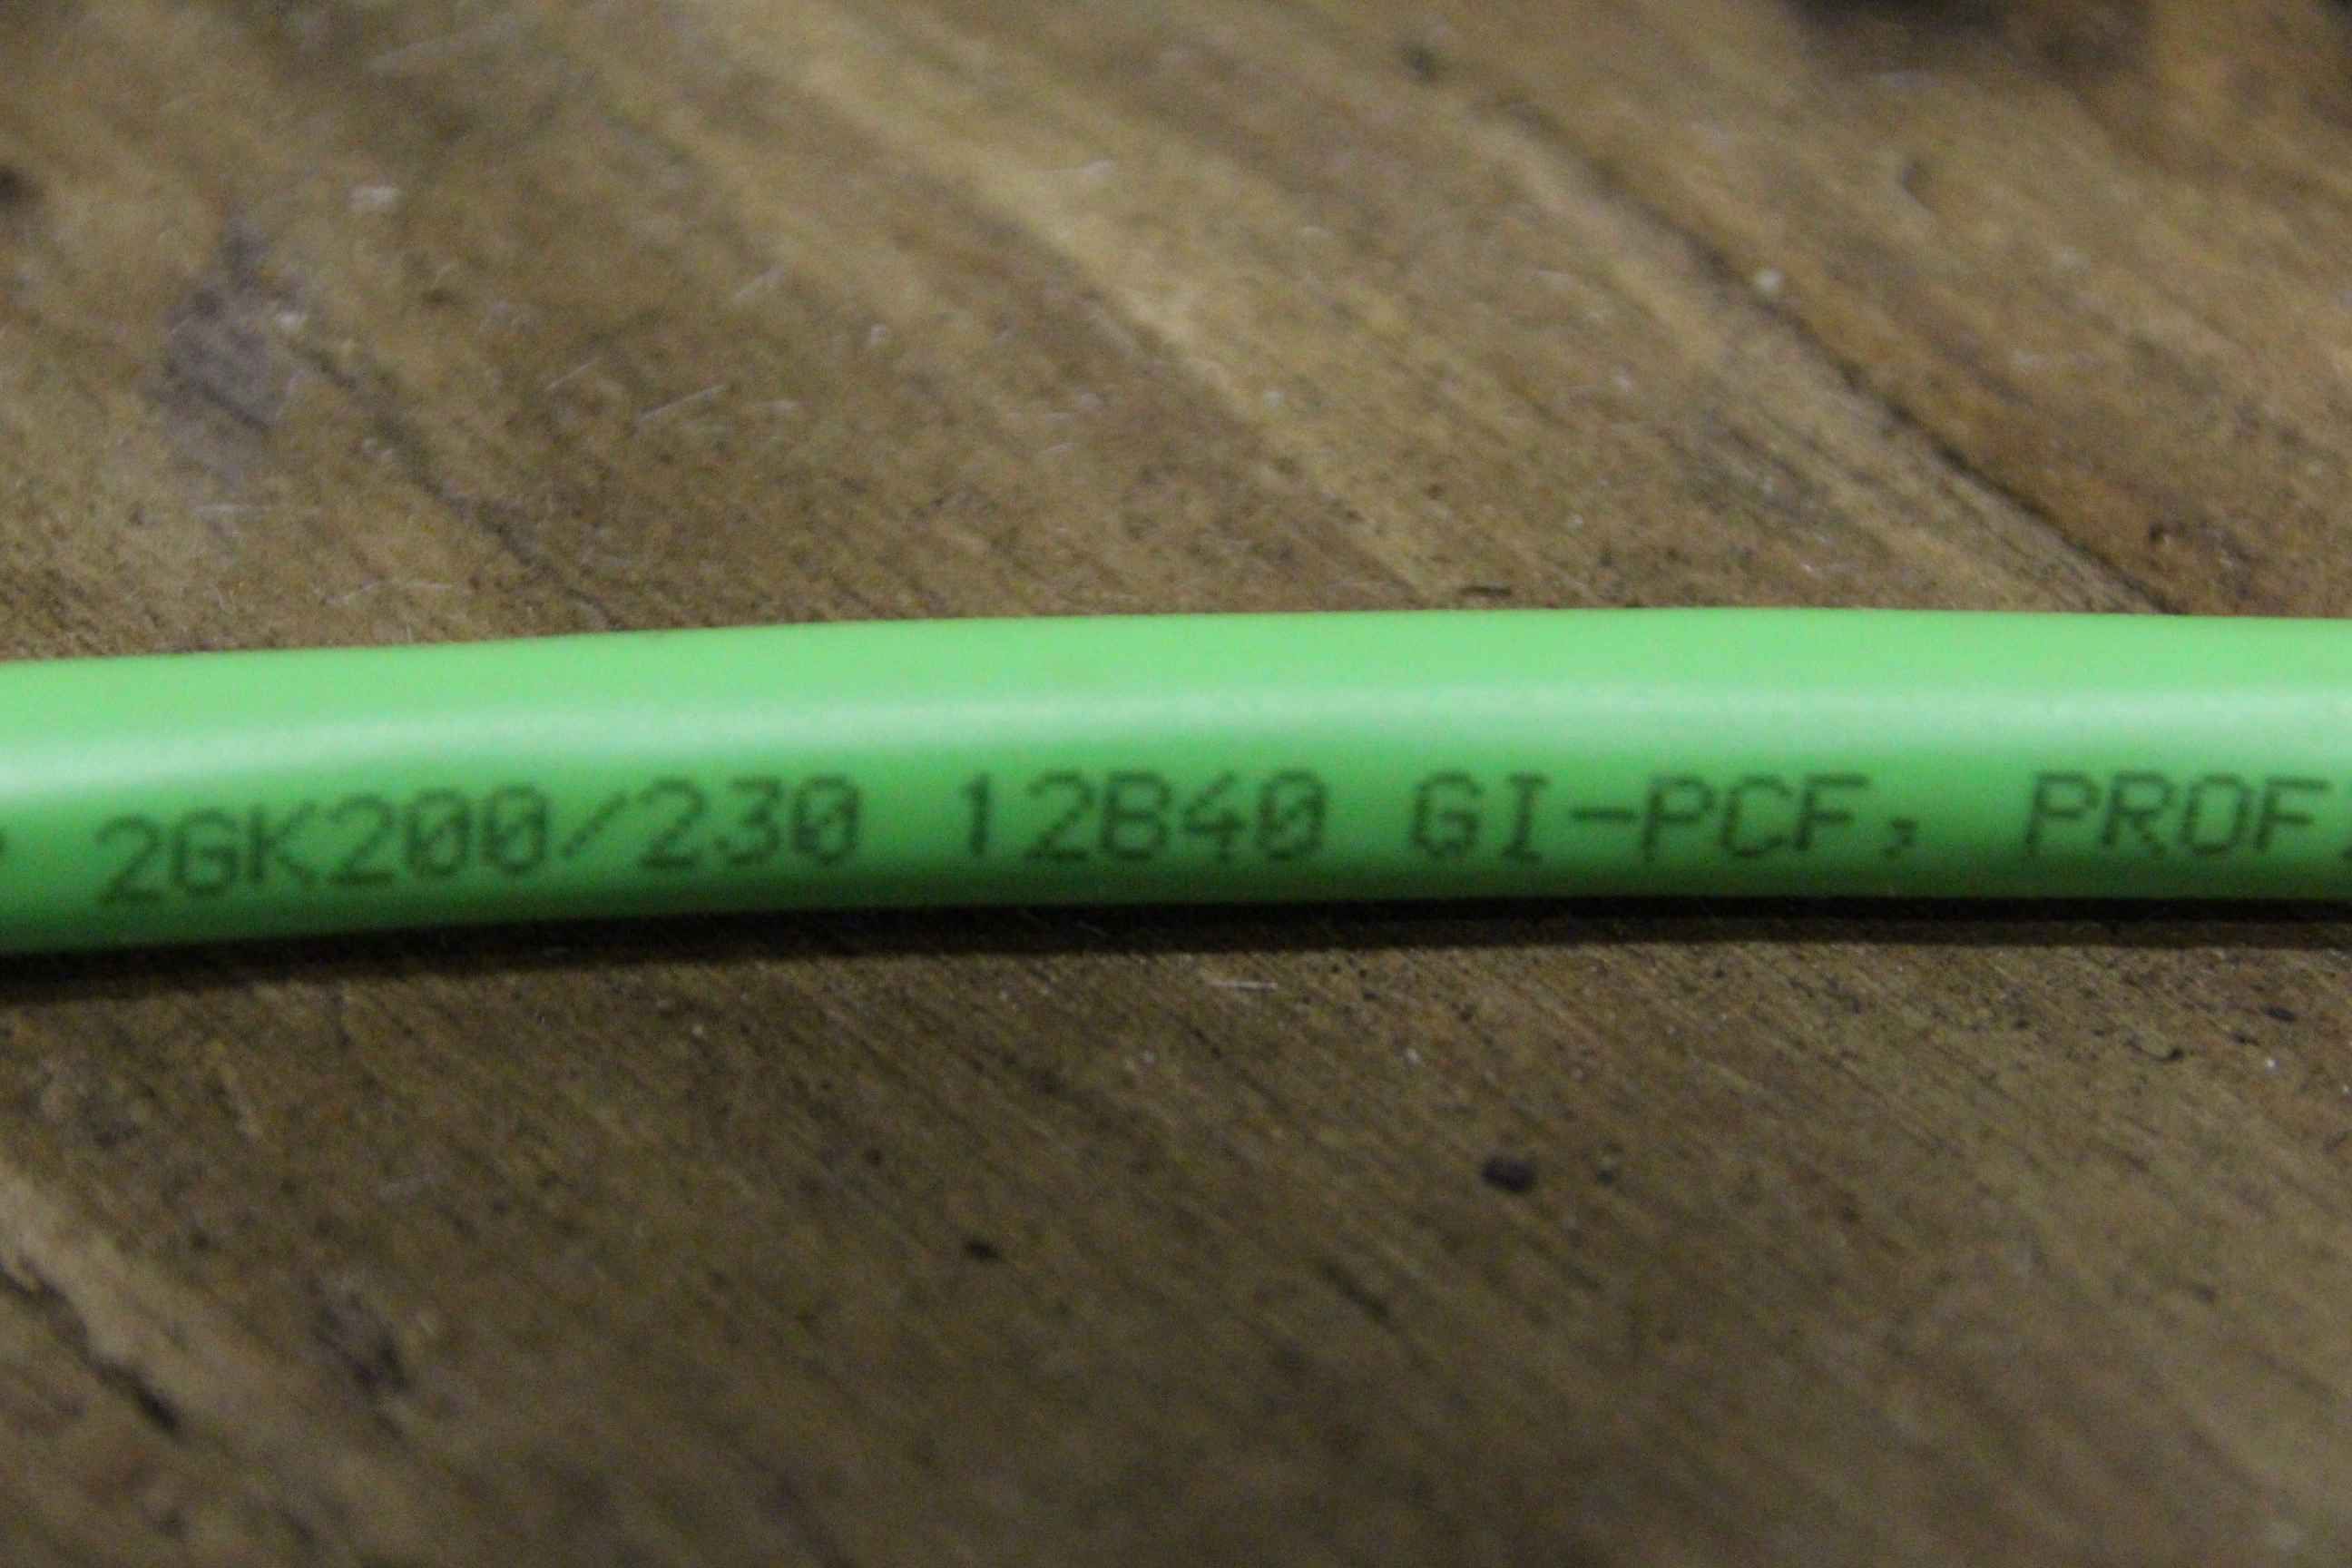 2GK200/230 12B40 GI-PCF, PROF